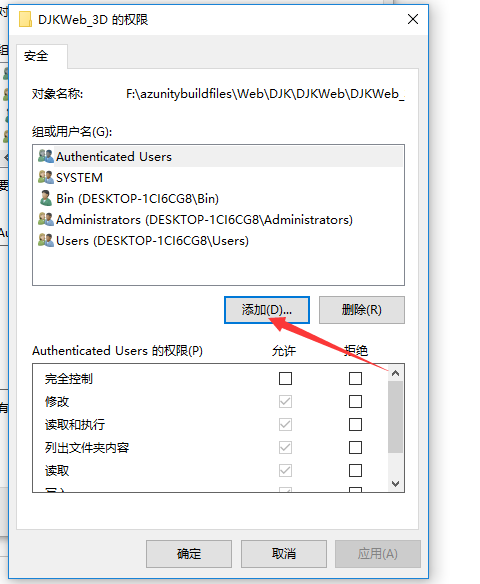 DJKWeb_3D 的权限
安全
对象名称: F:\azunitybuildfiles\Web\DJK\DJKWeb\DJKWeb_
组或用户名(G):
Authenticated Users
SYSTEM
Bin (DESKTOP-1CI6CG8\Bin)
Administrators (DESKTOP-1CI6CG8\Administrators)
Users (DESKTOP-1CI6CG8\Users)
添加(D)... 删除(R)
Authenticated Users 的权限(P) 允许 拒绝
完全控制
修改
读取和执行
列出文件夹内容
读取
确定 取消 应用(A)